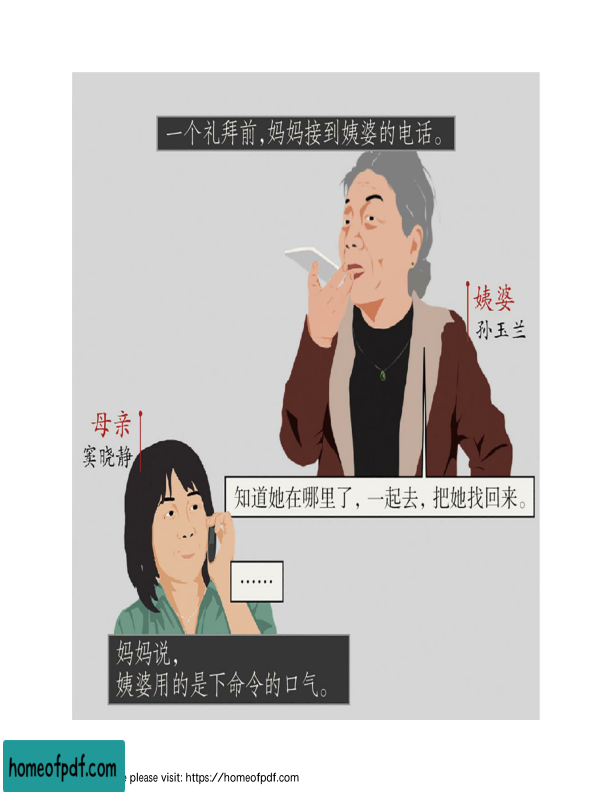 一个礼拜前,妈妈接到姨婆的电话。
姨婆
孙玉兰
母亲
窦晓静
知道她在哪里了，一起去，把她找回来。
……
妈妈说,
姨婆用的是下命令的口气。
homeofpdf.com
e please visit: https://homeofpdf.com